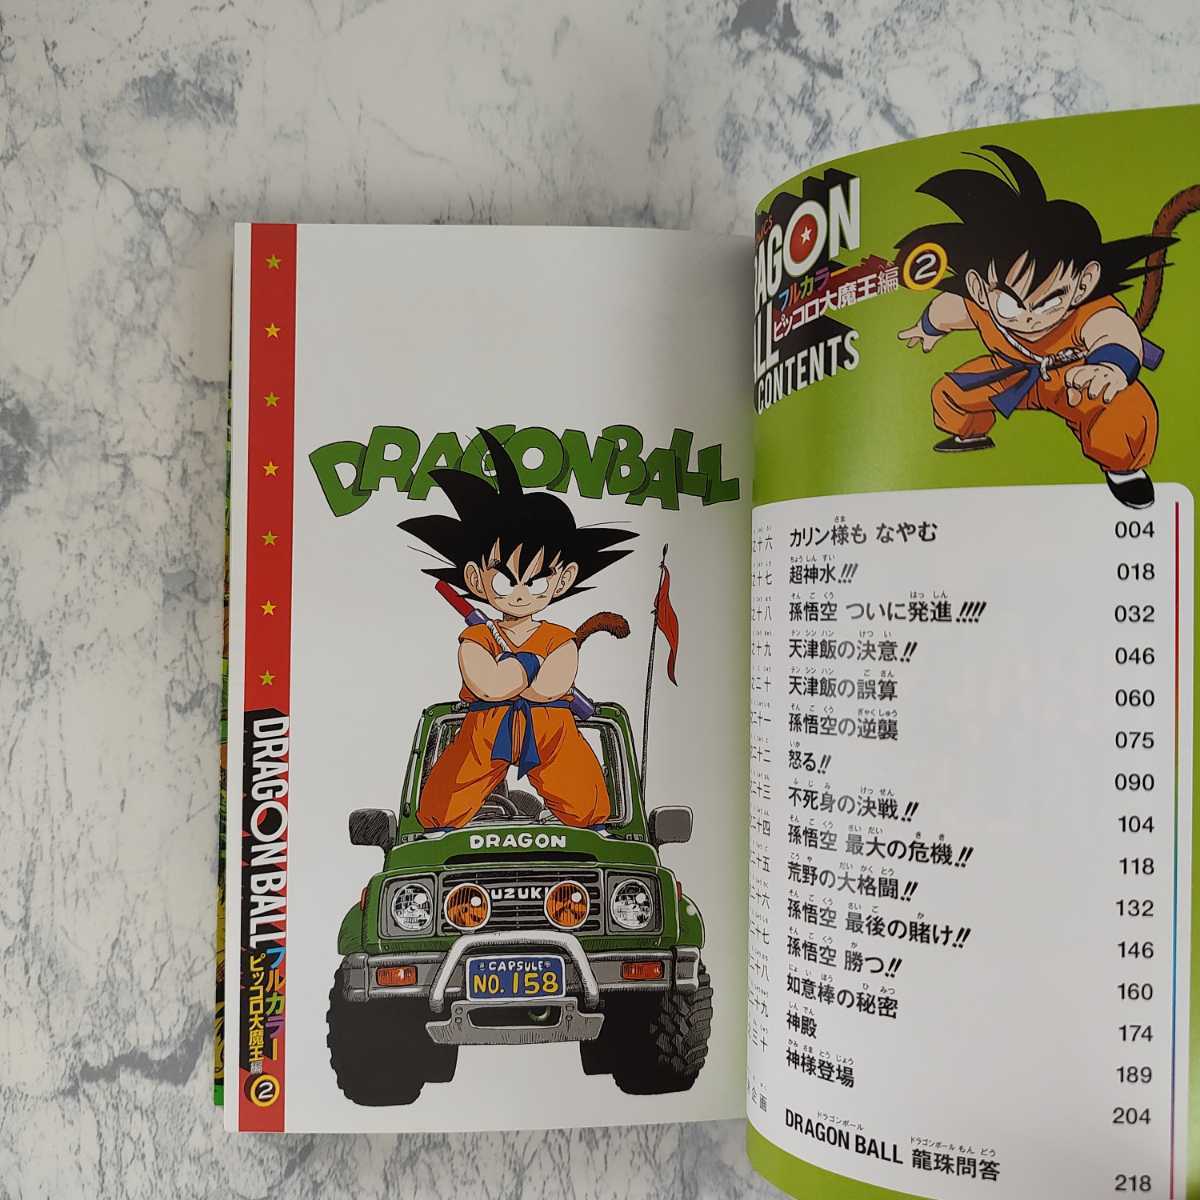 DRAGON BALL フルカラー
ピッコロ大魔王編 2
DRAGONBALL
DRAGON
UZUKI
CAPSULE
NO. 158
DRAGON
BALL
フルカラー
ピッコロ大魔王編 2
CONTENTS
カリン様も なやむ 004
超神水!!! 018
孫悟空 ついに発進!!!! 032
天津飯の決意!! 046
天津飯の誤算 060
孫悟空の逆襲 075
怒る!! 090
不死身の決戦!! 104
孫悟空 最大の危機!! 118
荒野の大格闘!! 132
孫悟空 最後の賭け!! 146
孫悟空 勝つ!! 160
如意棒の秘密 174
神殿 189
神様登場 204
企画 DRAGON BALL 龍珠問答 218